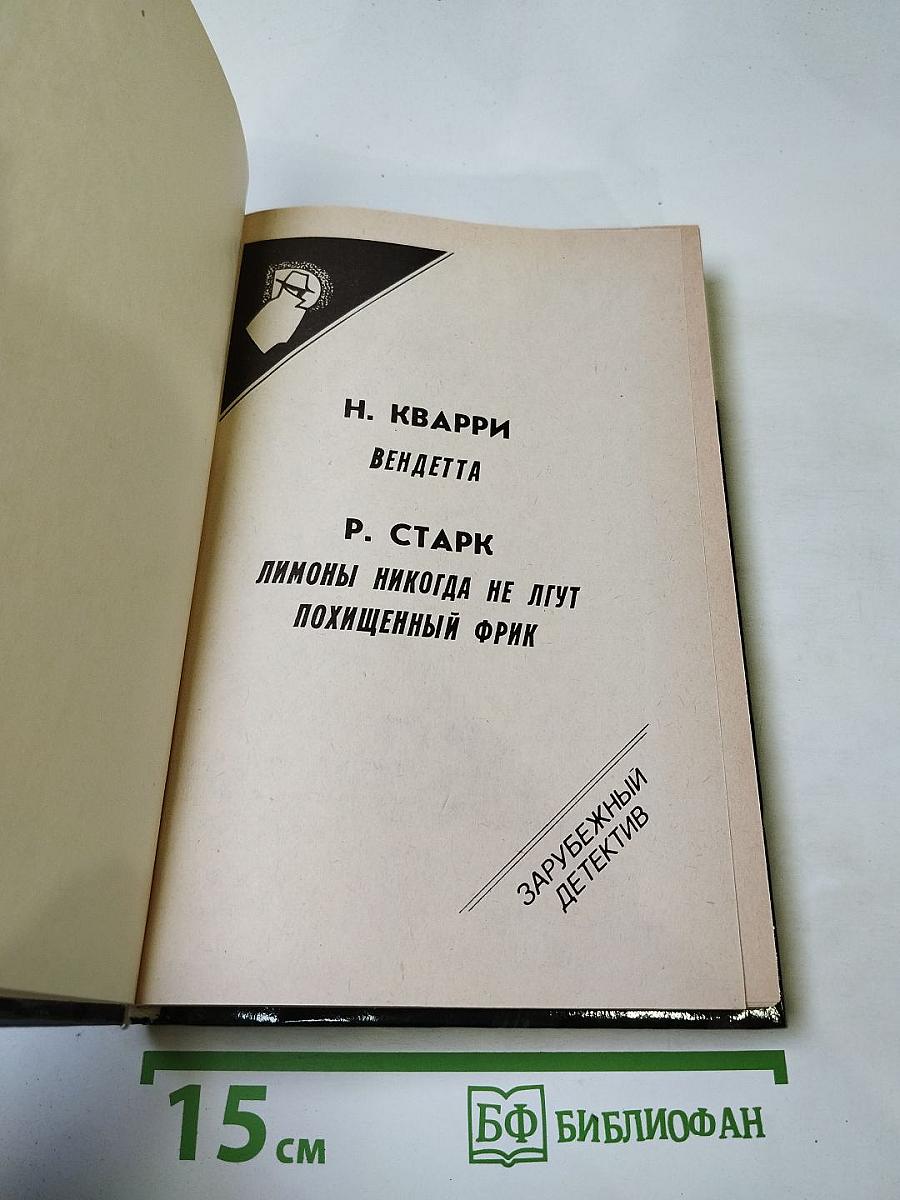 Н. КВАРРИ
ВЕНДЕТТА
Р. СТАРК
ЛИМОНЫ НИКОГДА НЕ ЛГУТ
ПОХИЩЕННЫЙ ФРИК
ЗАРУБЕЖНЫЙ
ДЕТЕКТИВ
15 см
БФ БИБЛИОФАН